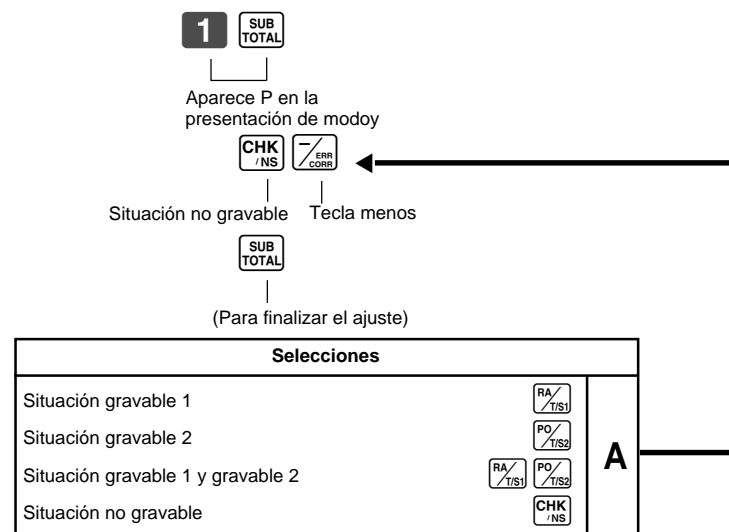 1 SUB TOTAL
Aparece P en la
presentación de modoy
CHK /NS −/ERR CORR
Situación no gravable Tecla menos
SUB TOTAL
(Para finalizar el ajuste)
Selecciones
Situación gravable 1 RA/T/S1
Situación gravable 2 PO/T/S2
Situación gravable 1 y gravable 2 RA/T/S1 PO/T/S2
Situación no gravable CHK /NS
A